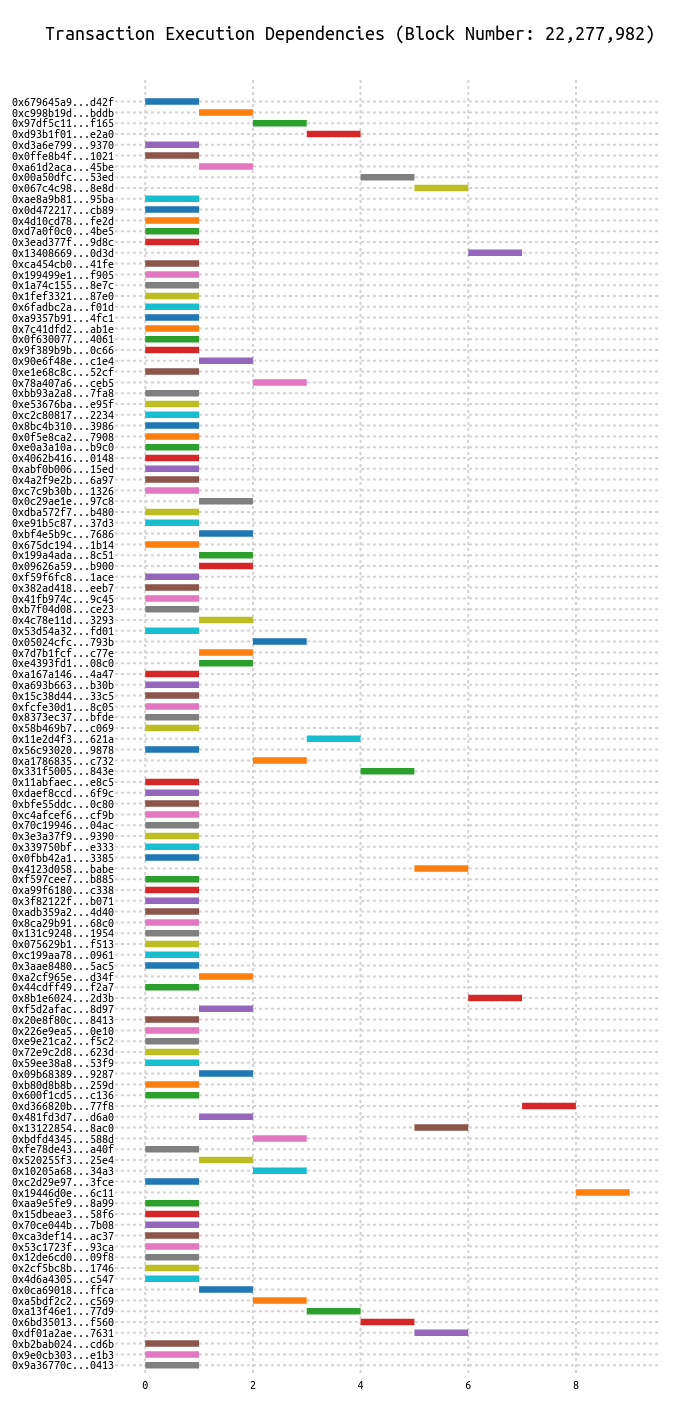 Transaction Execution Dependencies (Block Number: 22,277,982)
0x679645a9...d42f
0xc998b19d...bddb
0x97df5c11...f165
0xd93b1f01...e2a0
0xd3a6e799...9370
0x0ffe8b4f...1021
0xa61d2aca...45be
0x00a50dfc...53ed
0x067c4c98...8e8d
0xae8a9b81...95ba
0x0d472217...cb89
0x4d10cd78...fe2d
0xd7a0f0c0...4be5
0x3ead377f...9d8c
0x13408669...0d3d
0xca454cb0...41fe
0x199499e1...f905
0x1a74c155...8e7c
0x1fef3321...87e0
0x6fadbc2a...f01d
0xa9357b91...4fc1
0x7c41dfd2...ab1e
0x0f630077...4061
0x9f389b9b...0c66
0x90e6f48e...c1e4
0xe1e68c8c...52cf
0x78a407a6...ceb5
0xbb93a2a8...7fa8
0xe53676ba...e95f
0xc2c80817...2234
0x8bc4b310...3986
0x0f5e8ca2...7908
0xe0a3a10a...b9c0
0x4062b416...0148
0xabf0b006...15ed
0x4a2f9e2b...6a97
0xc7c9b30b...1326
0x0c29ae1e...97c8
0xdba572f7...b480
0xe91b5c87...37d3
0xbf4e5b9c...7686
0x675dc194...1b14
0x199a4ada...8c51
0x09626a59...b900
0xf59f6fc8...1ace
0x382ad418...eeb7
0x41fb974c...9c45
0xb7f04d08...ce23
0x4c78e11d...3293
0x53d54a32...fd01
0x05024cfc...793b
0x7d7b1fcf...c77e
0xe4393fd1...08c0
0xa167a146...4a47
0xa693b663...b30b
0x15c38d44...33c5
0xfcfe30d1...8c05
0x8373ec37...bfde
0x58b469b7...c069
0x11e2d4f3...621a
0x56c93020...9878
0xa1786835...c732
0x331f5005...843e
0x11abfaec...e8c5
0xdaef8ccd...6f9c
0xbfe55ddc...0c80
0xc4afcef6...cf9b
0x70c19946...04ac
0x3e3a37f9...9390
0x339750bf...e333
0x0fbb42a1...3385
0x4123d058...babe
0xf597cee7...b885
0xa99f6180...c338
0x3f82122f...b071
0xadb359a2...4d40
0x8ca29b91...68c0
0x131c9248...1954
0x075629b1...f513
0xc199aa78...0961
0x3aae8480...5ac5
0xa2cf965e...d34f
0x44cdff49...f2a7
0x8b1e6024...2d3b
0xf5d2afac...8d97
0x20e8f80c...8413
0x226e9ea5...0e10
0xe9e21ca2...f5c2
0x72e9c2d8...623d
0x59ee38a8...53f9
0x09b68389...9287
0xb80d8b8b...259d
0x600f1cd5...c136
0xd366820b...77f8
0x481fd3d7...d6a0
0x13122854...8ac0
0xbdfd4345...588d
0xfe78de43...a40f
0x520255f3...25e4
0x10205a68...34a3
0xc2d29e97...3fce
0x19446d0e...6c11
0xaa9e5fe9...8a99
0x15dbeae3...58f6
0x70ce044b...7b08
0xca3def14...ac37
0x53c1723f...93ca
0x12de6cd0...09f8
0x2cf5bc8b...1746
0x4d6a4305...c547
0x0ca69018...ffca
0xa5bdf2c2...c569
0xa13f46e1...77d9
0x6bd35013...f560
0xdf01a2ae...7631
0xb2bab024...cd6b
0x9e0cb303...e1b3
0x9a36770c...0413
0 2 4 6 8